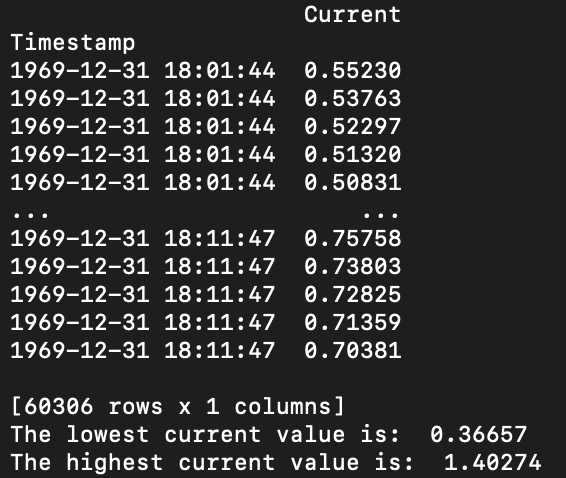 Current
Timestamp
1969-12-31 18:01:44 0.55230
1969-12-31 18:01:44 0.53763
1969-12-31 18:01:44 0.52297
1969-12-31 18:01:44 0.51320
1969-12-31 18:01:44 0.50831
... ...
1969-12-31 18:11:47 0.75758
1969-12-31 18:11:47 0.73803
1969-12-31 18:11:47 0.72825
1969-12-31 18:11:47 0.71359
1969-12-31 18:11:47 0.70381
[60306 rows x 1 columns]
The lowest current value is: 0.36657
The highest current value is: 1.40274